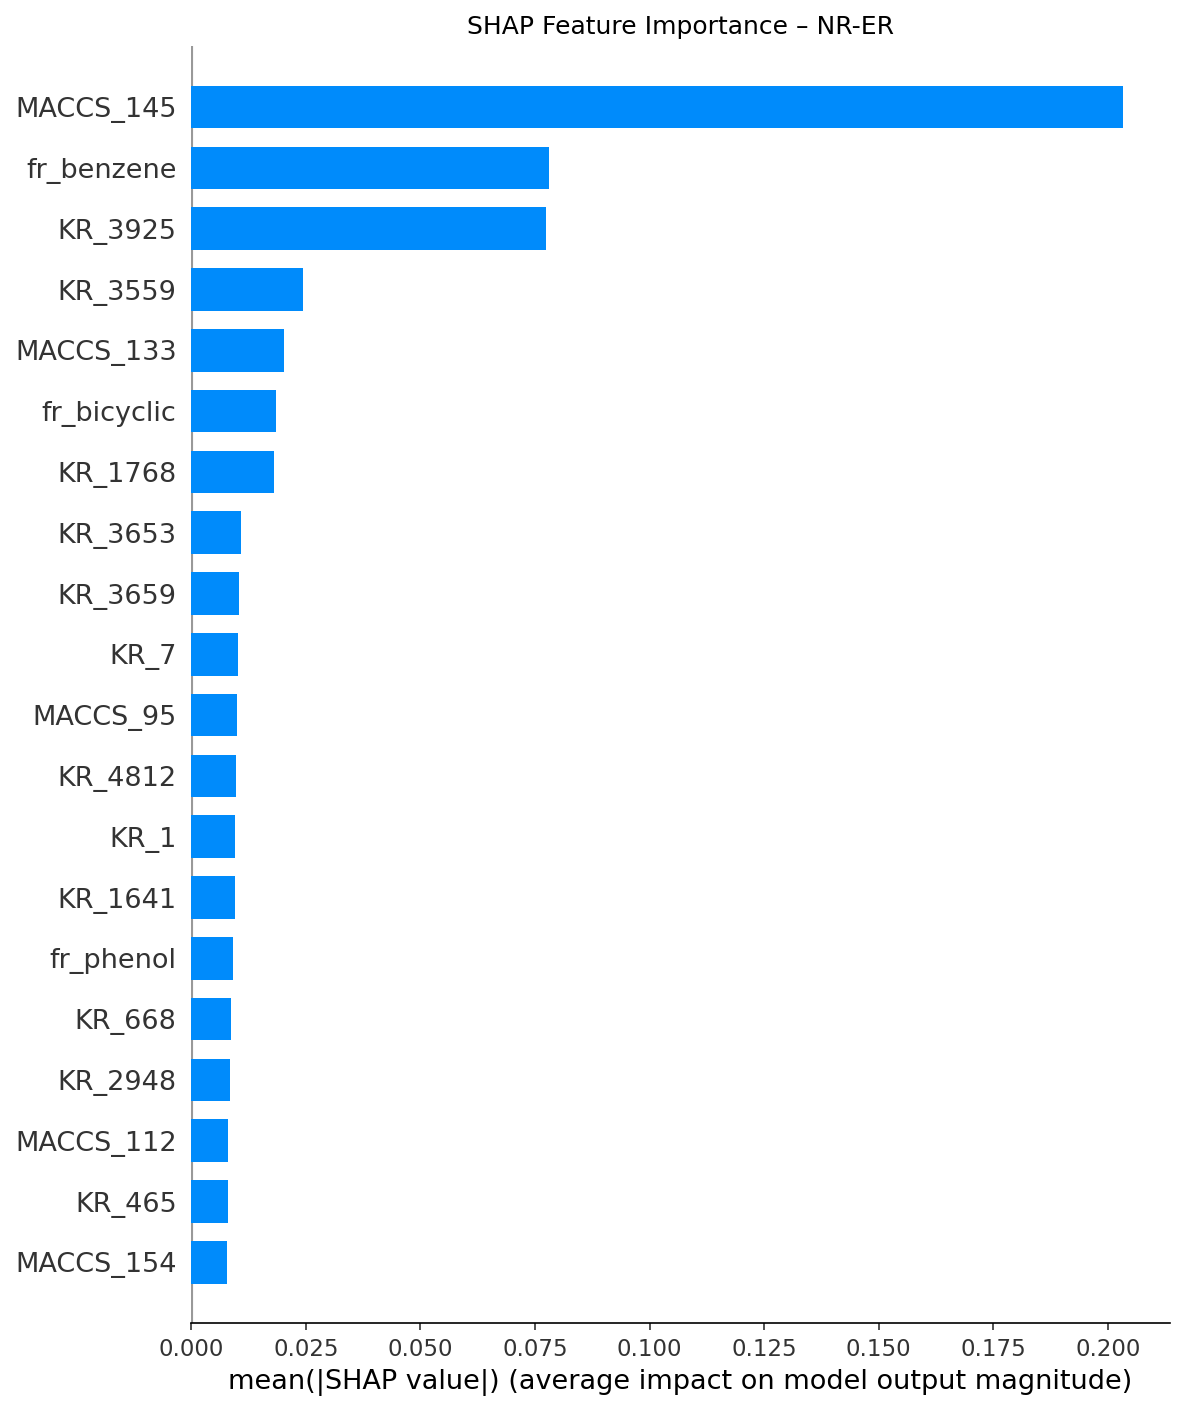 SHAP Feature Importance – NR-ER
MACCS_145
fr_benzene
KR_3925
KR_3559
MACCS_133
fr_bicyclic
KR_1768
KR_3653
KR_3659
KR_7
MACCS_95
KR_4812
KR_1
KR_1641
fr_phenol
KR_668
KR_2948
MACCS_112
KR_465
MACCS_154
0.000 0.025 0.050 0.075 0.100 0.125 0.150 0.175 0.200
mean(|SHAP value|) (average impact on model output magnitude)